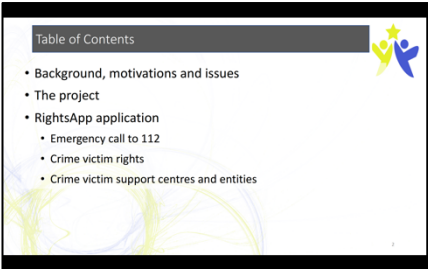 Table of Contents
• Background, motivations and issues
• The project
• RightsApp application
• Emergency call to 112
• Crime victim rights
• Crime victim support centres and entities